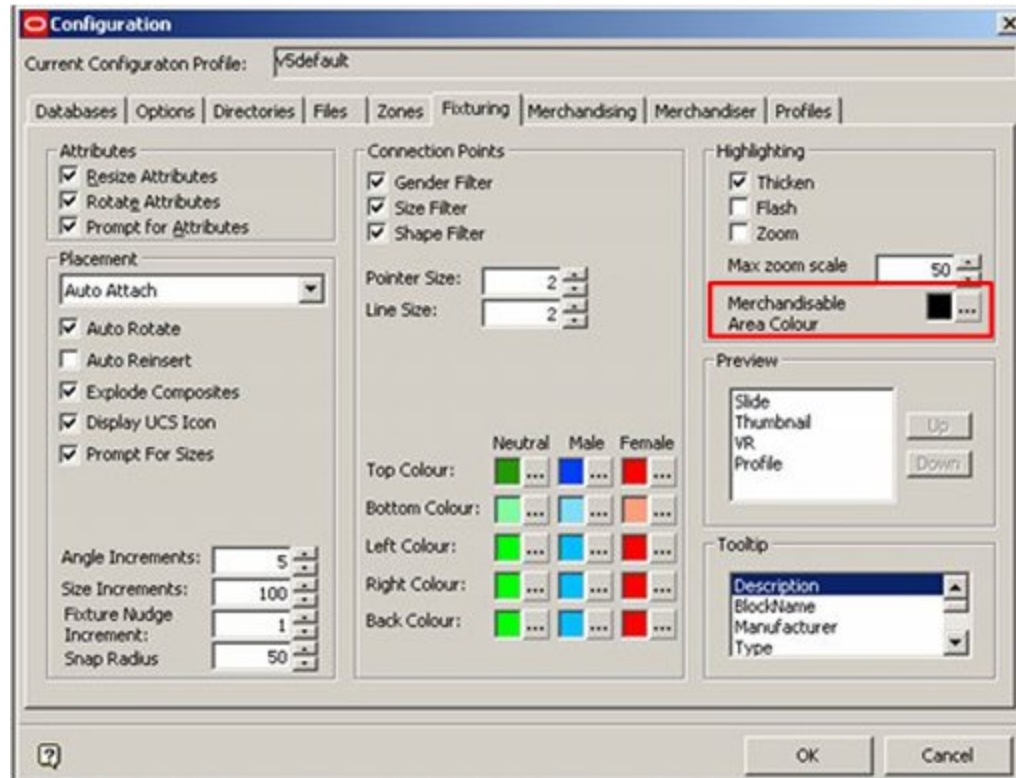 Configuration
Current Configuraton Profile: v5default
Databases Options Directories Files Zones Fixturing Merchandising Merchandiser Profiles
Attributes
Resize Attributes
Rotate Attributes
Prompt for Attributes
Placement
Auto Attach
Auto Rotate
Auto Reinsert
Explode Composites
Display UCS Icon
Prompt For Sizes
Angle Increments: 5
Size Increments: 100
Fixture Nudge
Increment: 1
Snap Radius 50
Connection Points
Gender Filter
Size Filter
Shape Filter
Pointer Size: 2
Line Size: 2
Neutral Male Female
Top Colour: ... ... ...
Bottom Colour: ... ... ...
Left Colour: ... ... ...
Right Colour: ... ... ...
Back Colour: ... ... ...
Highlighting
Thicken
Flash
Zoom
Max zoom scale 50
Merchandisable
Area Colour ...
Preview
Slide
Thumbnail
VR
Profile
Up
Down
Tooltip
Description
BlockName
Manufacturer
Type
?
OK Cancel